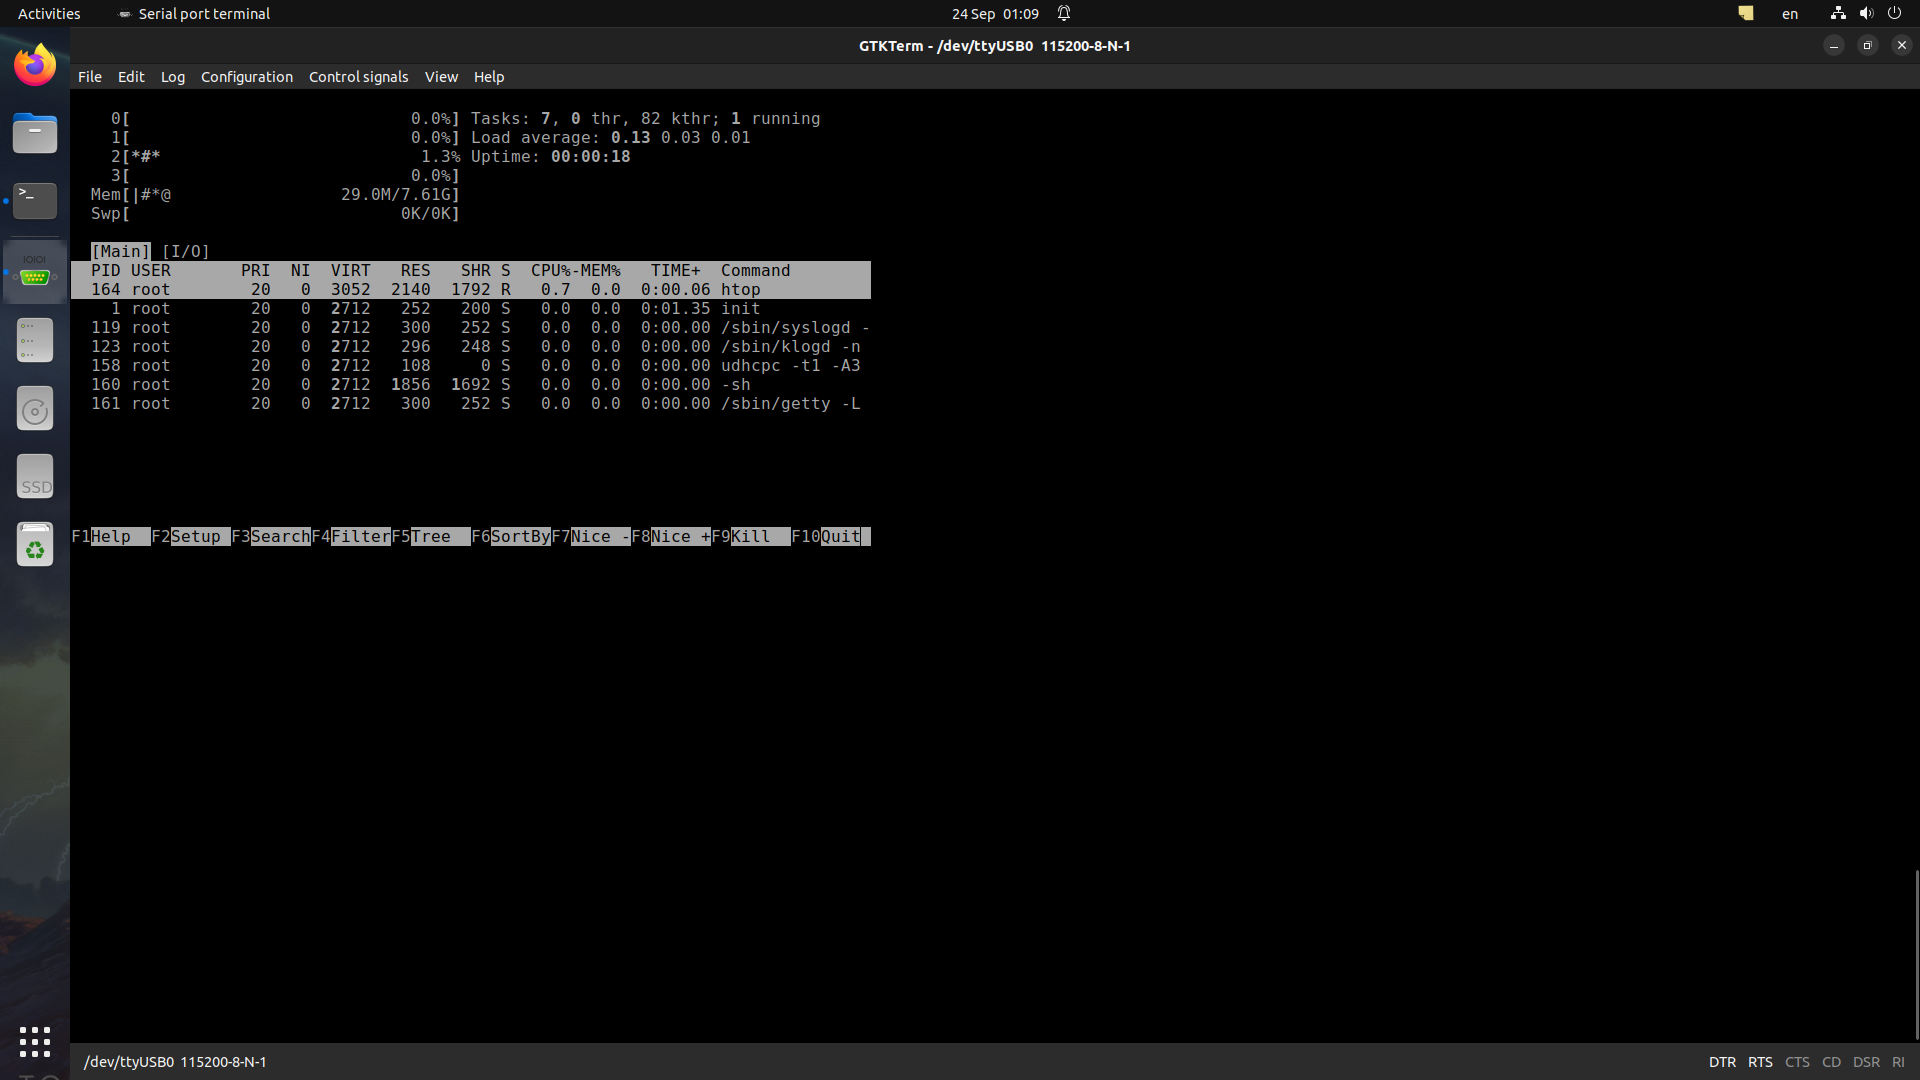 Activities Serial port terminal 24 Sep 01:09 en
GTKTerm - /dev/ttyUSB0 115200-8-N-1
File Edit Log Configuration Control signals View Help
0[ 0.0%] Tasks: 7, 0 thr, 82 kthr; 1 running
1[ 0.0%] Load average: 0.13 0.03 0.01
2[*#* 1.3% Uptime: 00:00:18
3[ 0.0%]
Mem[|#*@ 29.0M/7.61G]
Swp[ 0K/0K]
[Main] [I/O]
PID USER PRI NI VIRT RES SHR S CPU%-MEM% TIME+ Command
164 root 20 0 3052 2140 1792 R 0.7 0.0 0:00.06 htop
1 root 20 0 2712 252 200 S 0.0 0.0 0:01.35 init
119 root 20 0 2712 300 252 S 0.0 0.0 0:00.00 /sbin/syslogd -
123 root 20 0 2712 296 248 S 0.0 0.0 0:00.00 /sbin/klogd -n
158 root 20 0 2712 108 0 S 0.0 0.0 0:00.00 udhcpc -t1 -A3
160 root 20 0 2712 1856 1692 S 0.0 0.0 0:00.00 -sh
161 root 20 0 2712 300 252 S 0.0 0.0 0:00.00 /sbin/getty -L
F1Help F2Setup F3SearchF4FilterF5Tree F6SortByF7Nice -F8Nice +F9Kill F10Quit
>_
IOIOI
SSD
/dev/ttyUSB0 115200-8-N-1 DTR RTS CTS CD DSR RI